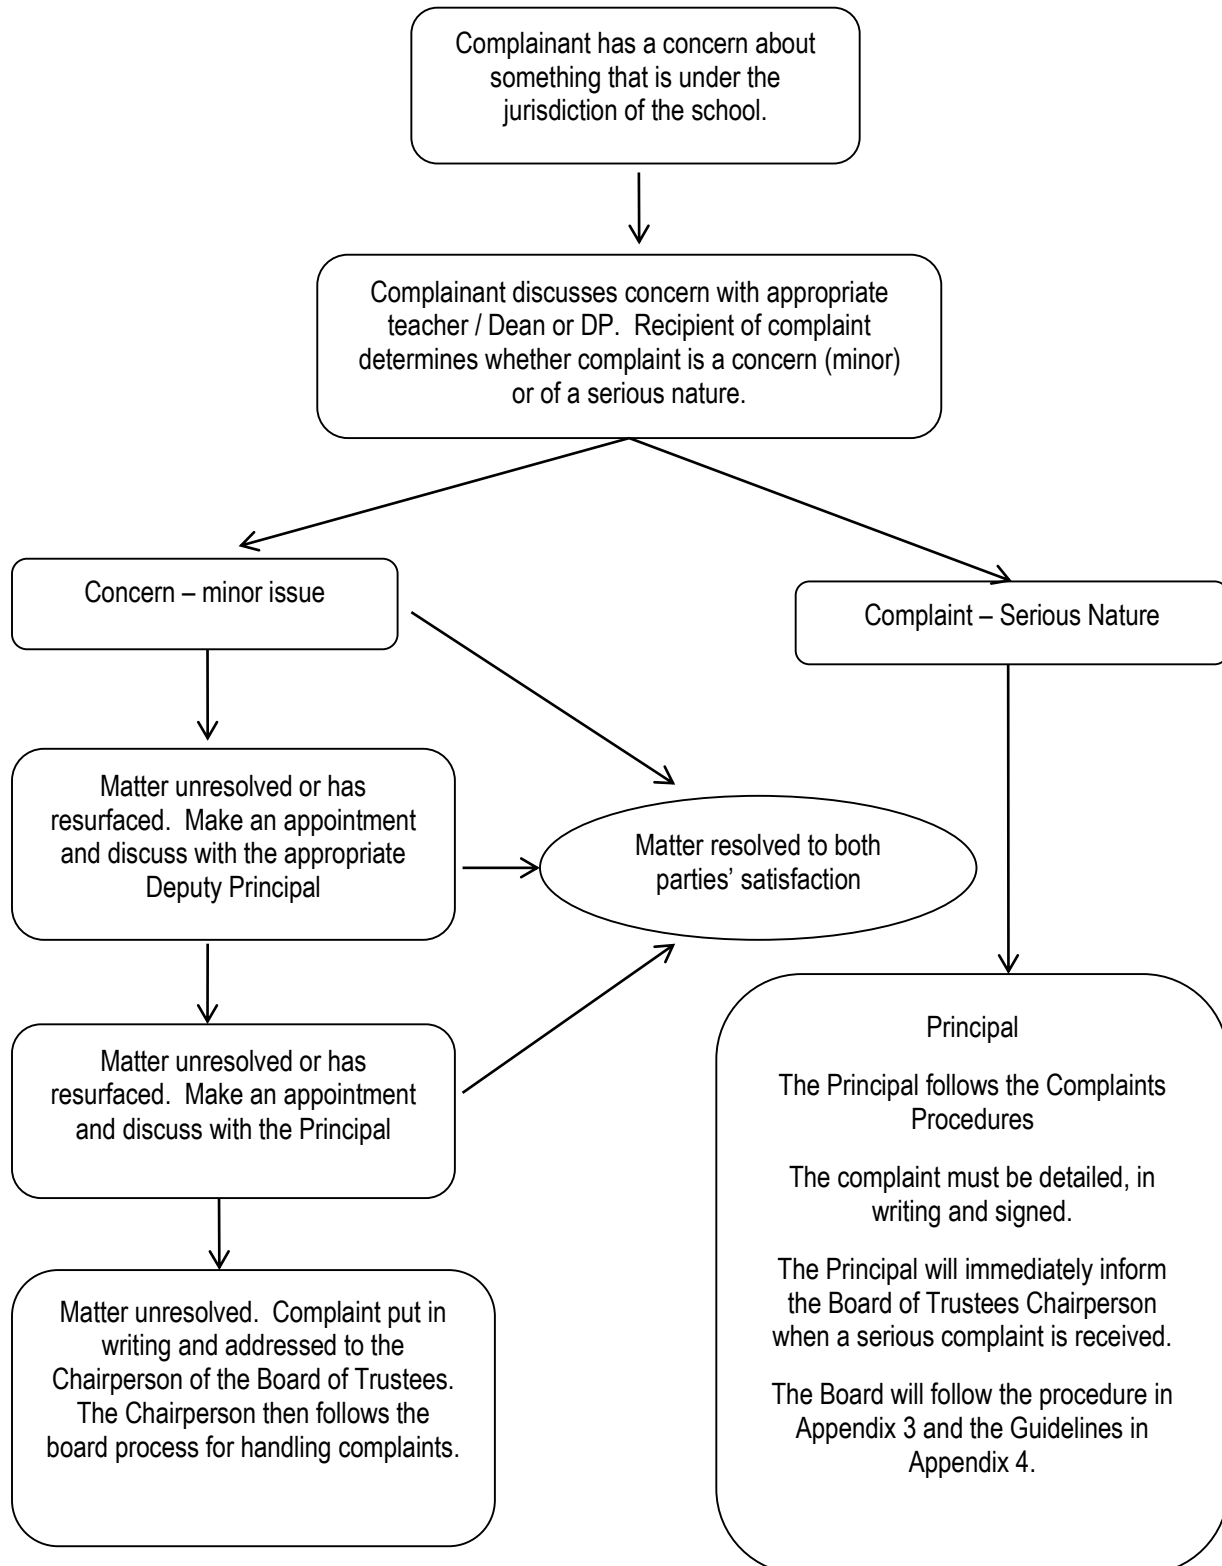 Complainant has a concern about
something that is under the
jurisdiction of the school.
Complainant discusses concern with appropriate
teacher / Dean or DP.  Recipient of complaint
determines whether complaint is a concern (minor)
or of a serious nature.
Concern – minor issue
Complaint – Serious Nature
Matter unresolved or has
resurfaced.  Make an appointment
and discuss with the appropriate
Deputy Principal
Matter resolved to both
parties’ satisfaction
Matter unresolved or has
resurfaced.  Make an appointment
and discuss with the Principal
Matter unresolved.  Complaint put in
writing and addressed to the
Chairperson of the Board of Trustees.
The Chairperson then follows the
board process for handling complaints.
Principal
The Principal follows the Complaints
Procedures
The complaint must be detailed, in
writing and signed.
The Principal will immediately inform
the Board of Trustees Chairperson
when a serious complaint is received.
The Board will follow the procedure in
Appendix 3 and the Guidelines in
Appendix 4.